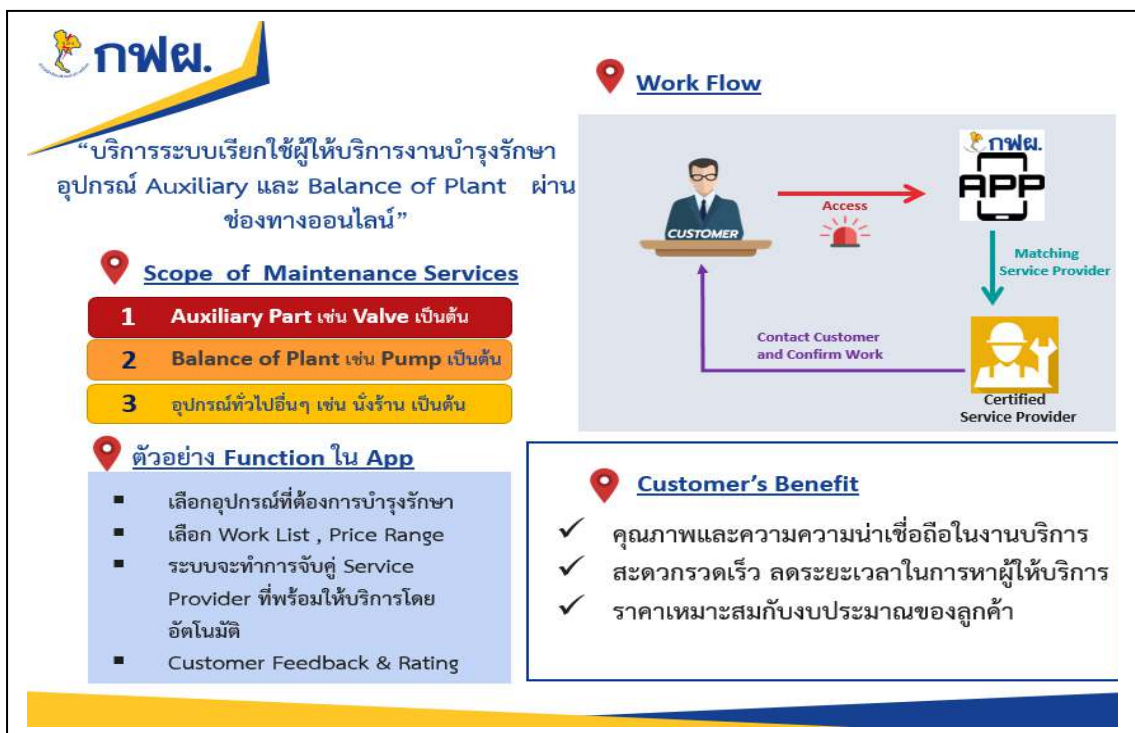 กฟผ.
“บริการระบบเรียกใช้ผู้ให้บริการงานบำรุงรักษา
อุปกรณ์ Auxiliary และ Balance of Plant ผ่าน
ช่องทางออนไลน์”
Scope of Maintenance Services
1 Auxiliary Part เช่น Valve เป็นต้น
2 Balance of Plant เช่น Pump เป็นต้น
3 อุปกรณ์ทั่วไปอื่นๆ เช่น นั่งร้าน เป็นต้น
ตัวอย่าง Function ใน App
▪ เลือกอุปกรณ์ที่ต้องการบำรุงรักษา
▪ เลือก Work List , Price Range
▪ ระบบจะทำการจับคู่ Service
Provider ที่พร้อมให้บริการโดย
อัตโนมัติ
▪ Customer Feedback & Rating
Work Flow
CUSTOMER
Access
กฟผ.
APP
Matching
Service Provider
Contact Customer
and Confirm Work
Certified
Service Provider
Customer’s Benefit
✓ คุณภาพและความความน่าเชื่อถือในงานบริการ
✓ สะดวกรวดเร็ว ลดระยะเวลาในการหาผู้ให้บริการ
✓ ราคาเหมาะสมกับงบประมาณของลูกค้า